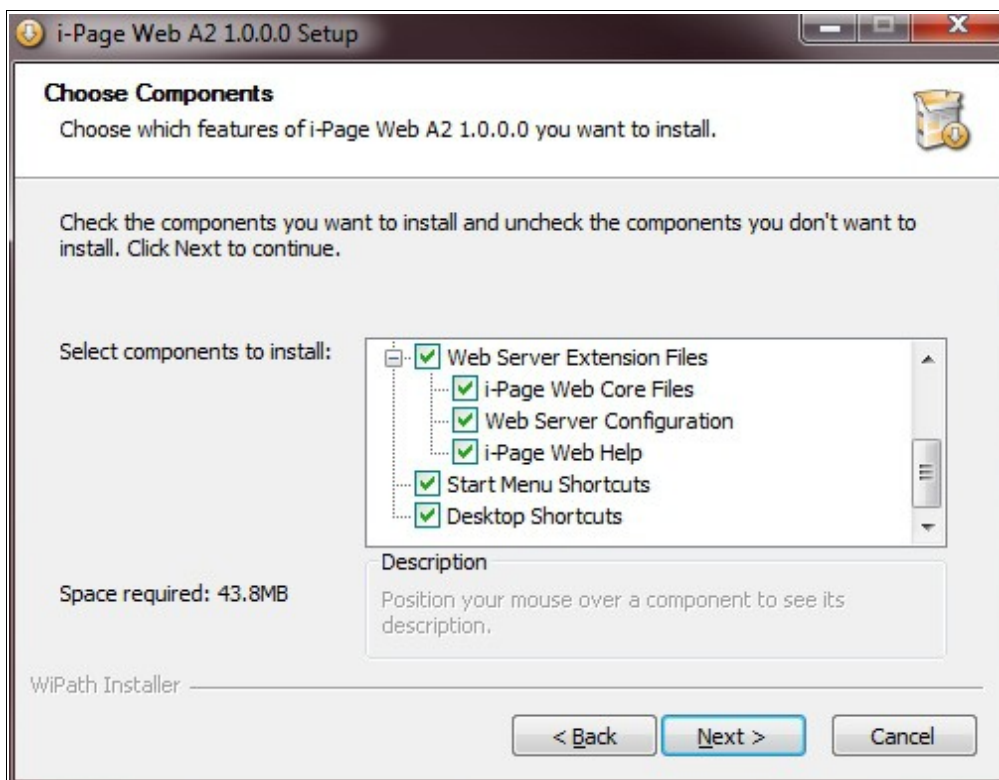 i-Page Web A2 1.0.0.0 Setup
Choose Components
Choose which features of i-Page Web A2 1.0.0.0 you want to install.
Check the components you want to install and uncheck the components you don't want to
install. Click Next to continue.
Select components to install:
Web Server Extension Files
i-Page Web Core Files
Web Server Configuration
i-Page Web Help
Start Menu Shortcuts
Desktop Shortcuts
Space required: 43.8MB
Description
Position your mouse over a component to see its
description.
WiPath Installer
< Back
Next >
Cancel